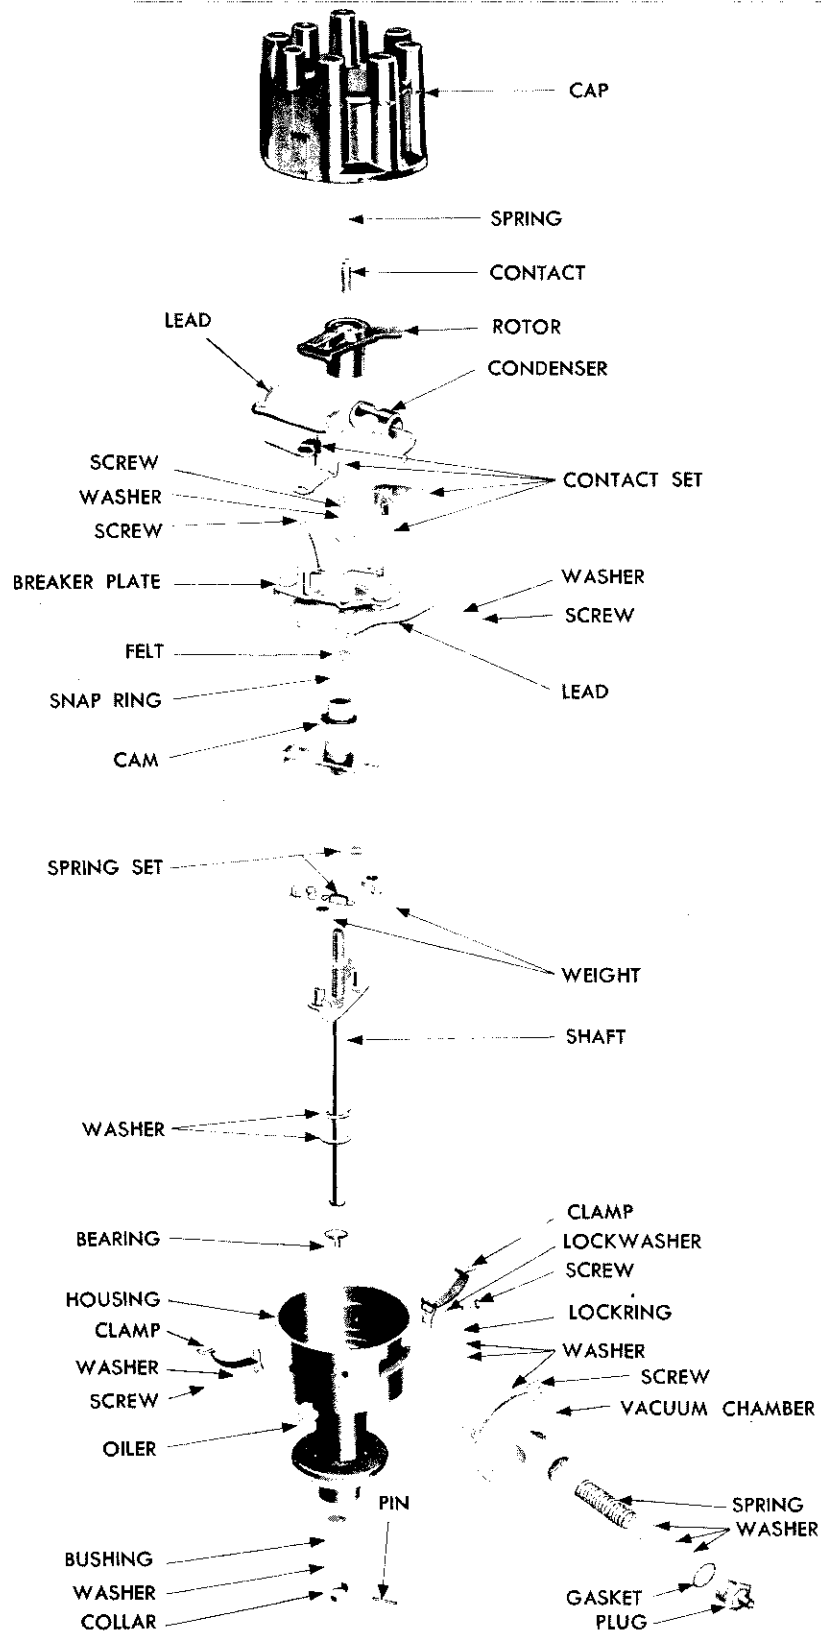 CAP
SPRING
CONTACT
LEAD
ROTOR
CONDENSER
SCREW
CONTACT SET
WASHER
SCREW
BREAKER PLATE
WASHER
SCREW
FELT
LEAD
SNAP RING
CAM
SPRING SET
WEIGHT
SHAFT
WASHER
CLAMP
BEARING
LOCKWASHER
SCREW
HOUSING
LOCKRING
CLAMP
WASHER
WASHER
SCREW
SCREW
VACUUM CHAMBER
OILER
PIN
SPRING
WASHER
BUSHING
WASHER
GASKET
COLLAR
PLUG